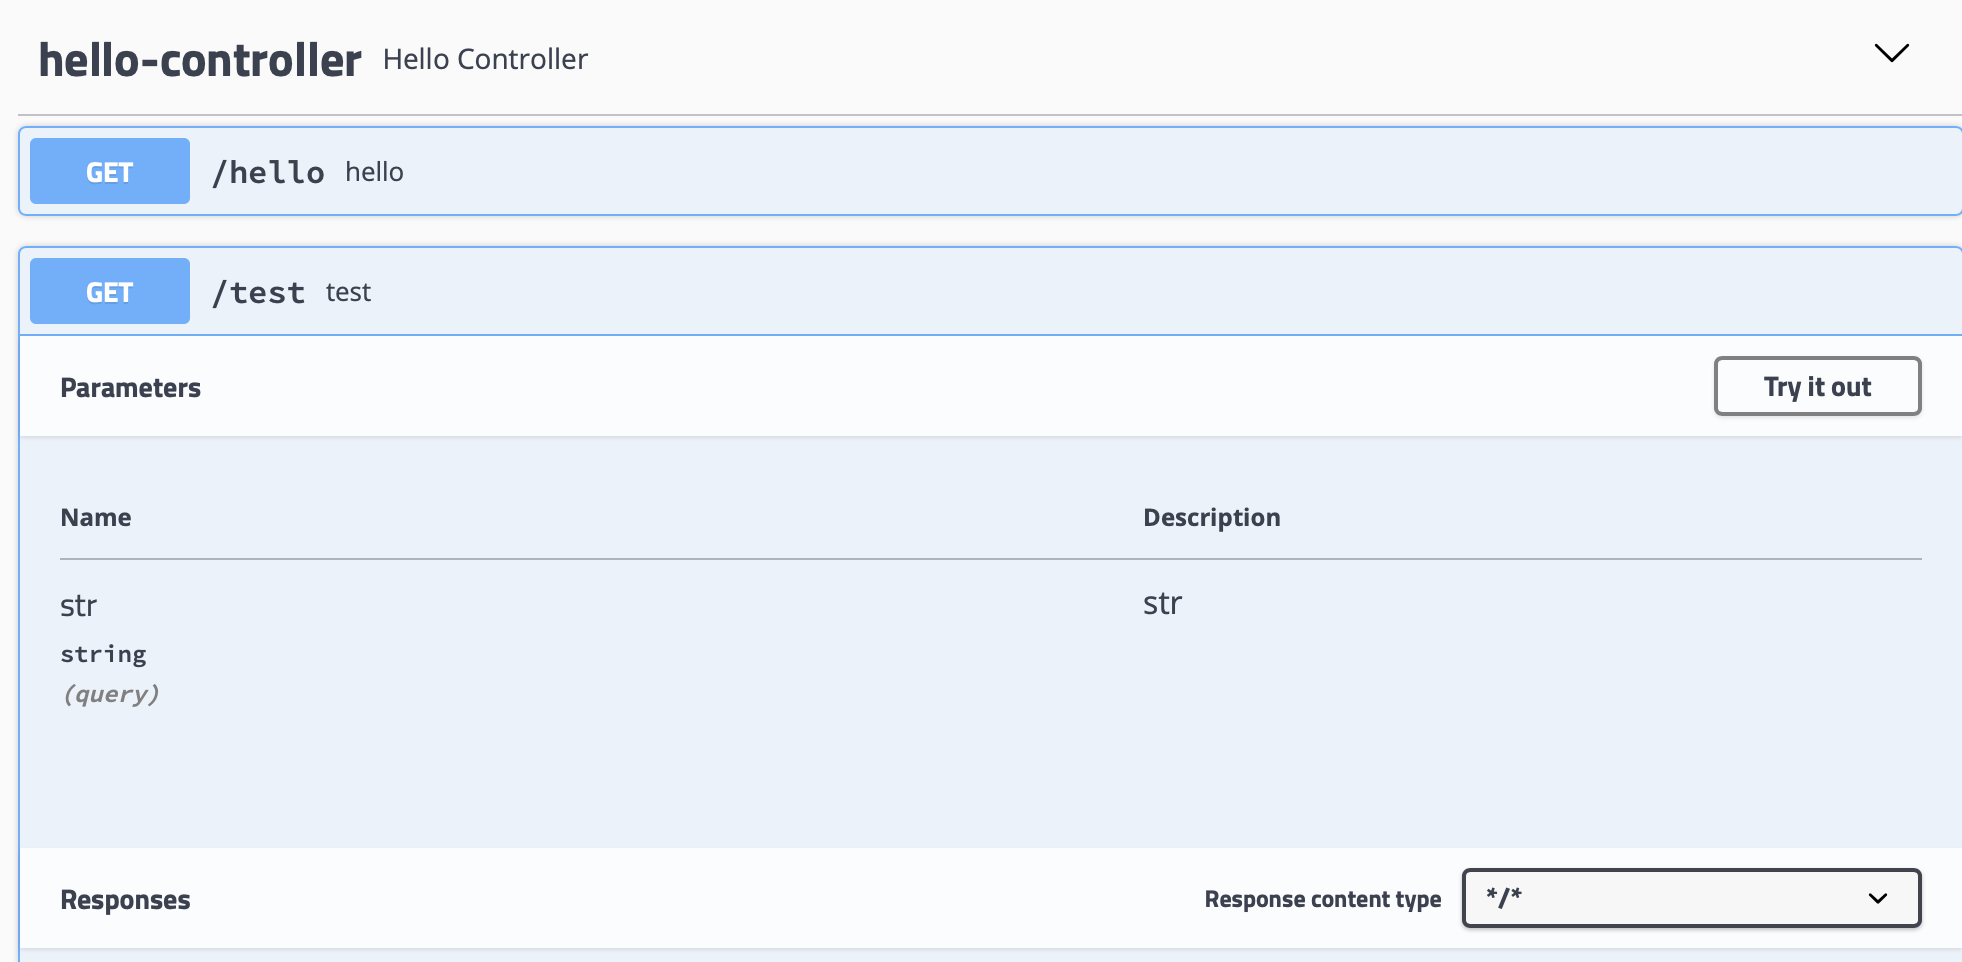 hello-controller Hello Controller
GET /hello hello
GET /test test
Parameters Try it out
Name Description
str str
string
(query)
Responses Response content type */*